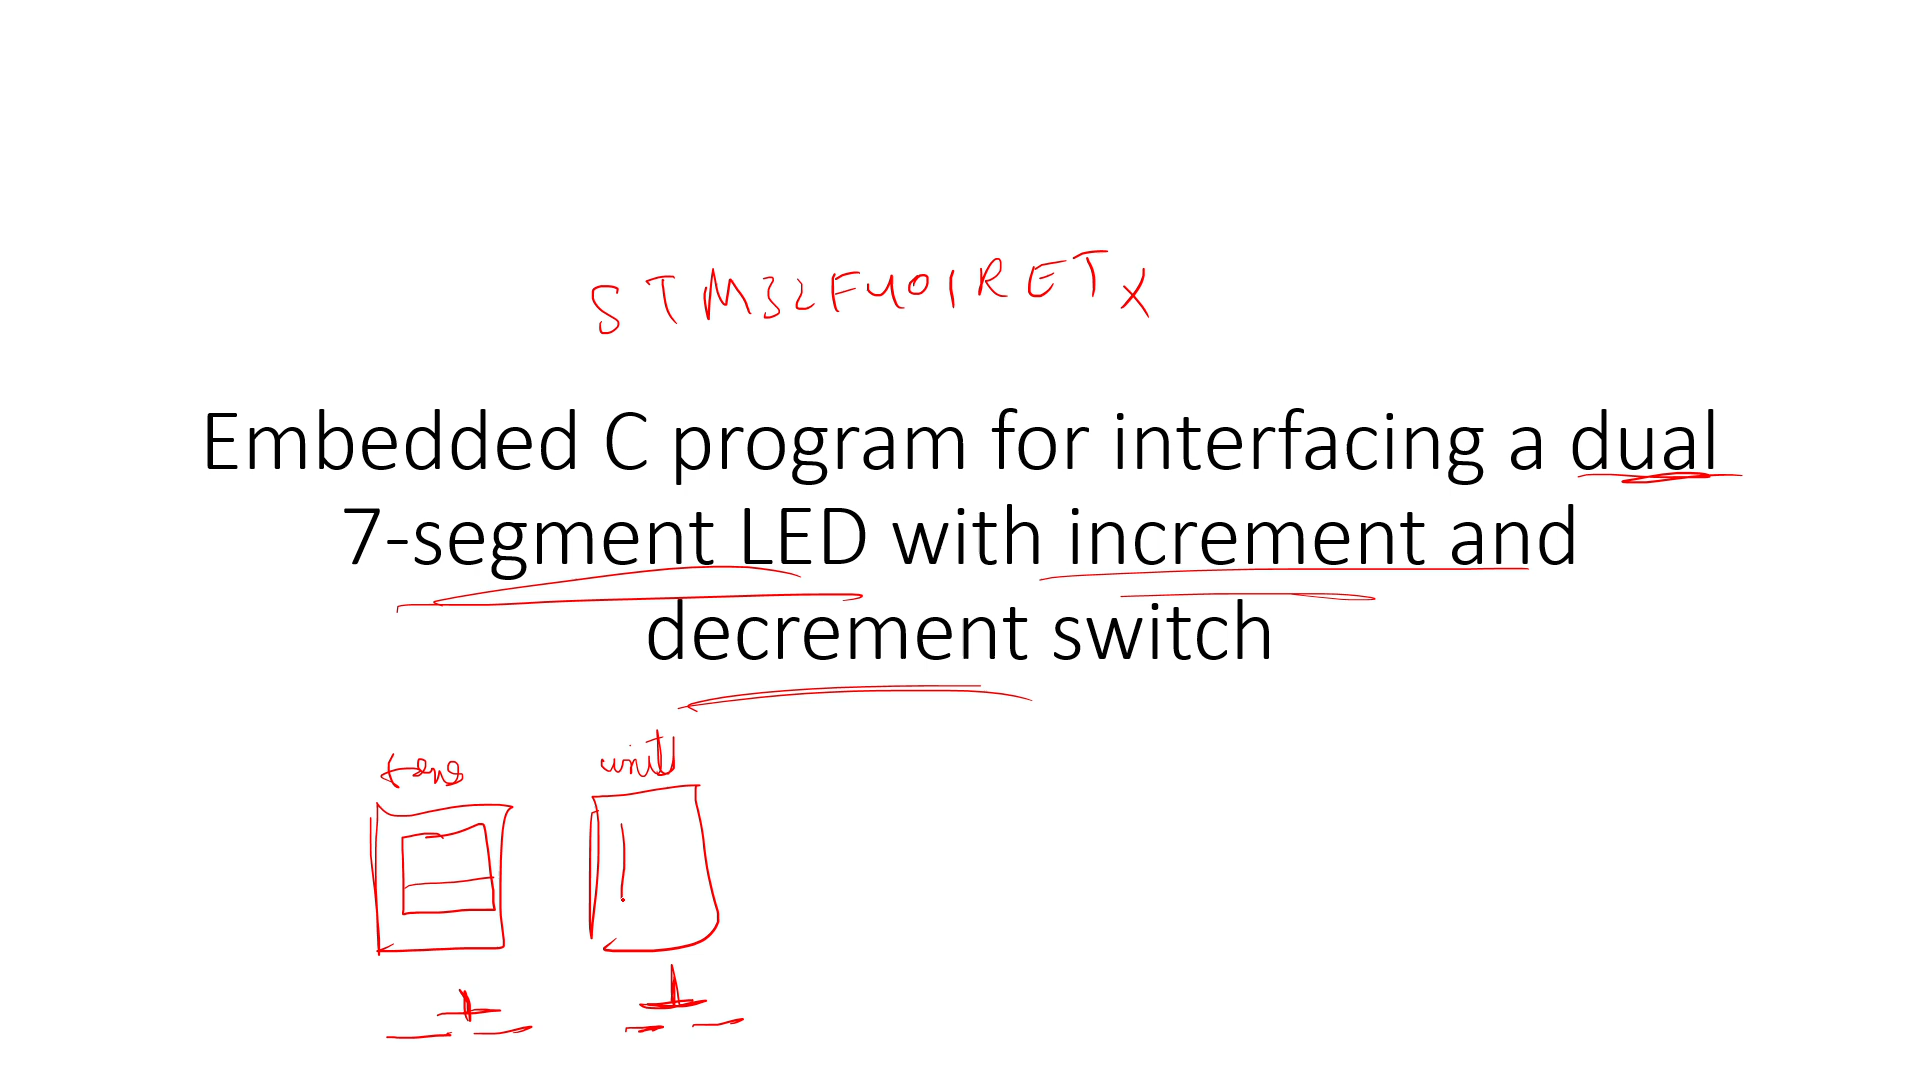 STM32F401RETx
Embedded C program for interfacing a dual
7-segment LED with increment and
decrement switch
tens unit